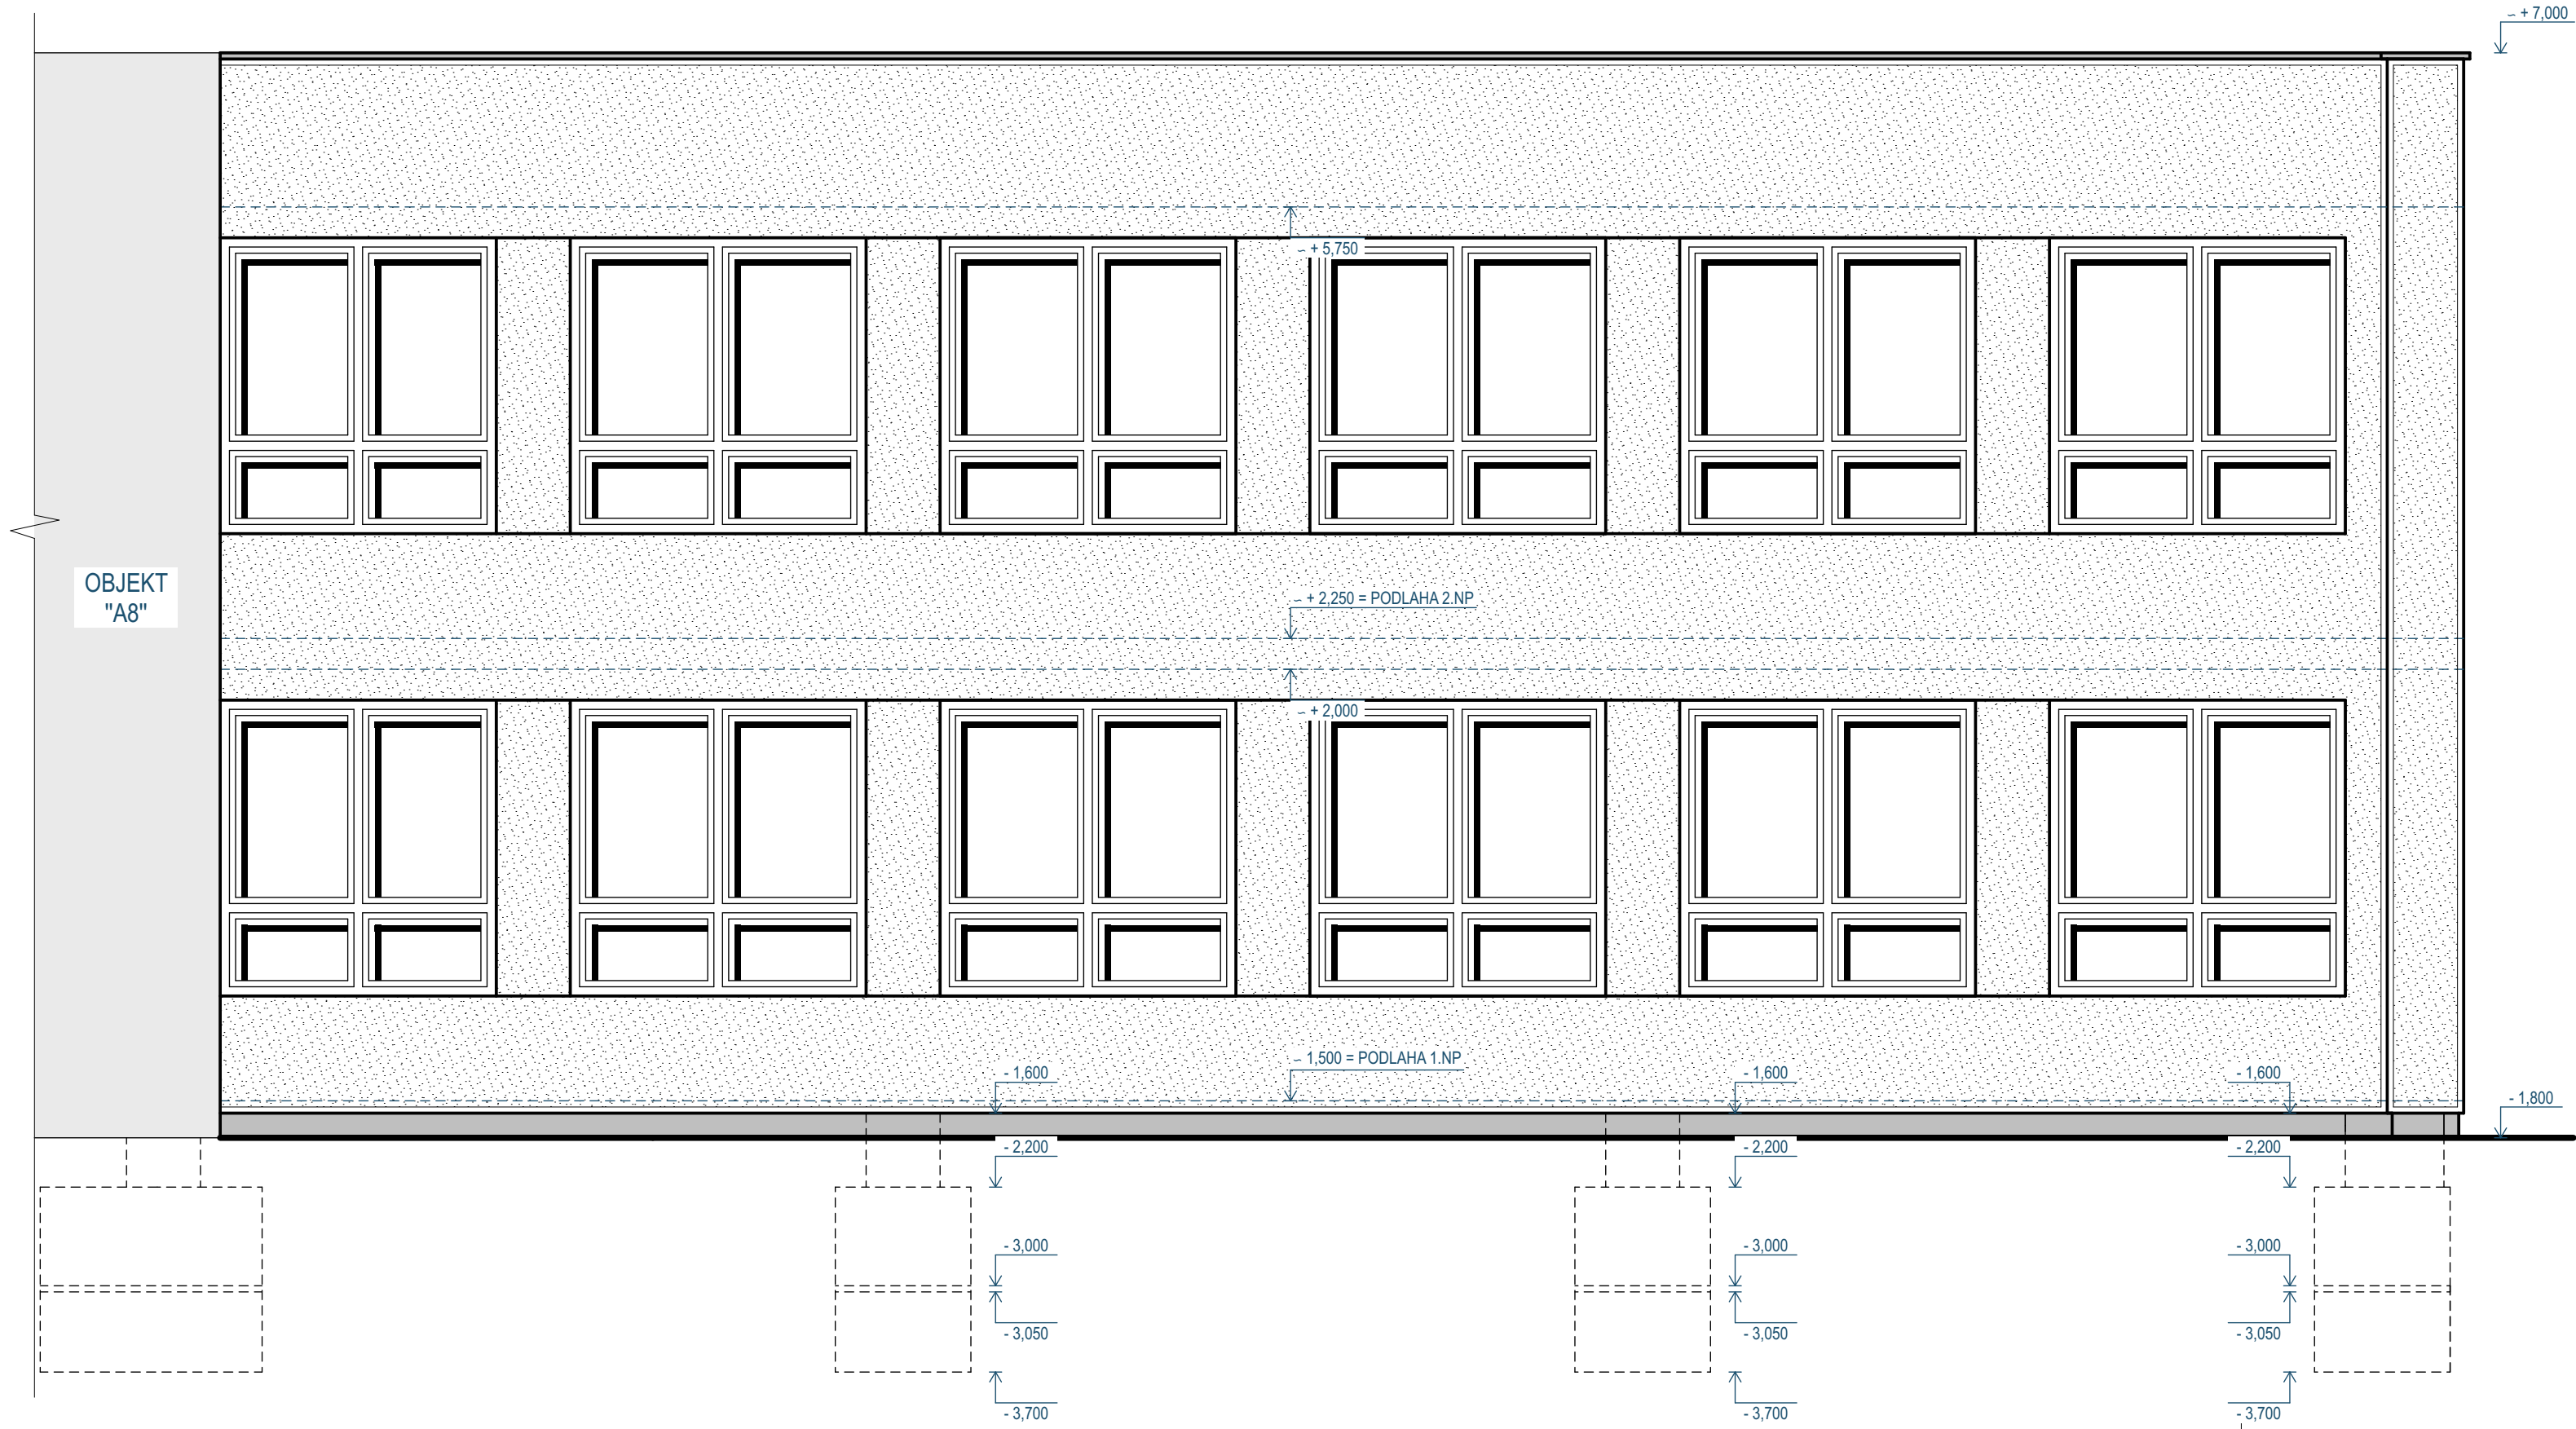 ∽ + 7,000
∽ + 5,750
OBJEKT
"A8"
∽ + 2,250 = PODLAHA 2.NP
∽ + 2,000
∽ 1,500 = PODLAHA 1.NP
- 1,600
- 1,600
- 1,600
- 1,800
- 2,200
- 2,200
- 2,200
- 3,000
- 3,000
- 3,000
- 3,050
- 3,050
- 3,050
- 3,700
- 3,700
- 3,700